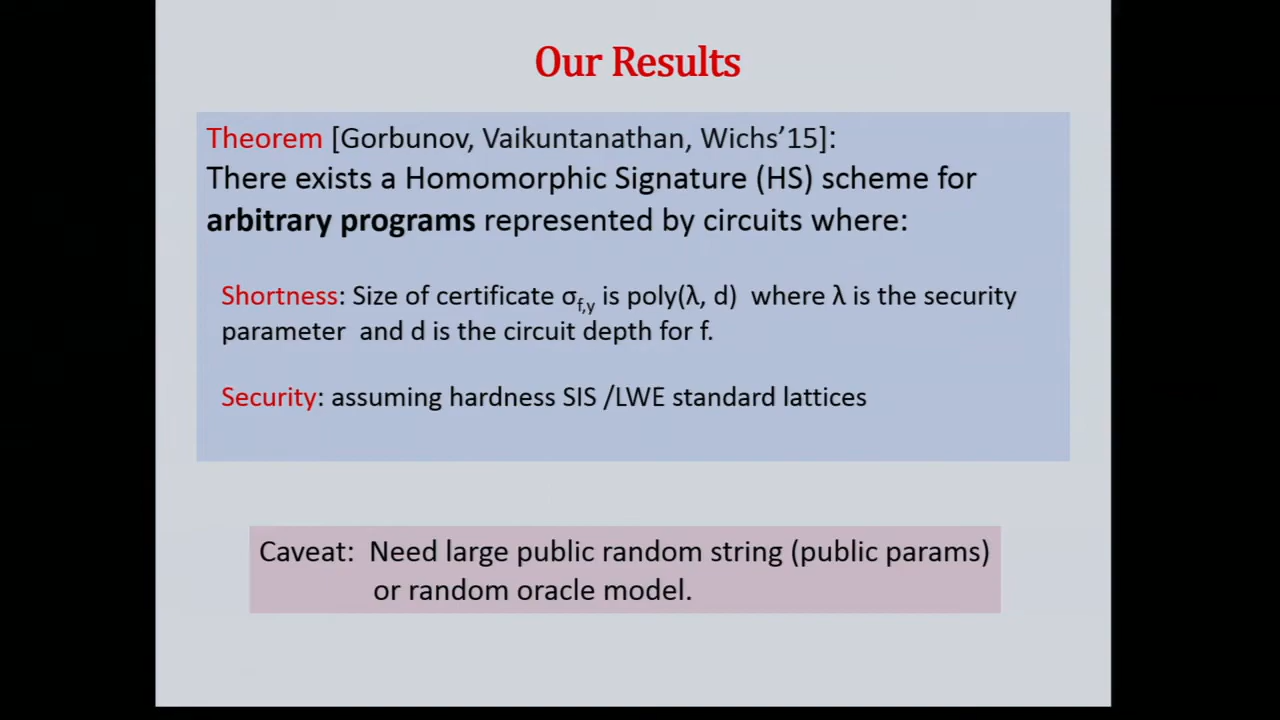 Our Results
Theorem [Gorbunov, Vaikuntanathan, Wichs’15]:
There exists a Homomorphic Signature (HS) scheme for
arbitrary programs represented by circuits where:
Shortness: Size of certificate σf,y is poly(λ, d) where λ is the security
parameter and d is the circuit depth for f.
Security: assuming hardness SIS /LWE standard lattices
Caveat: Need large public random string (public params)
or random oracle model.